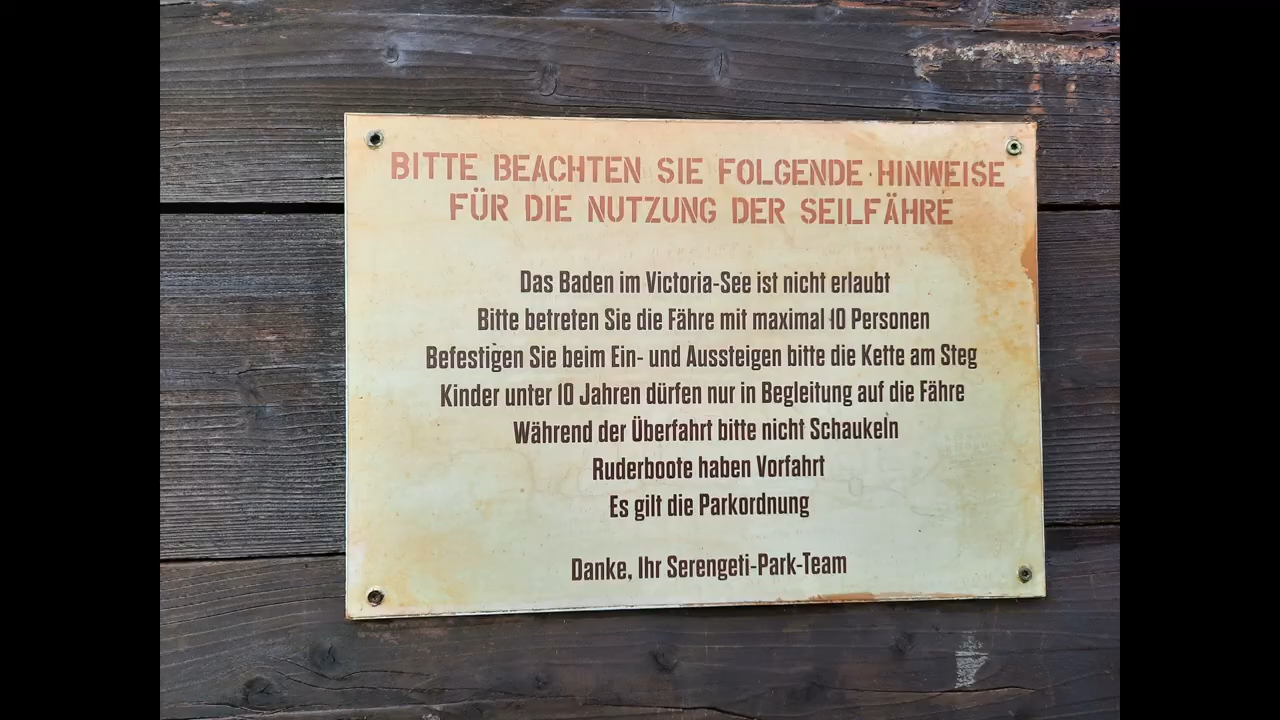 BITTE BEACHTEN SIE FOLGENDE HINWEISE
FÜR DIE NUTZUNG DER SEILFÄHRE
Das Baden im Victoria-See ist nicht erlaubt
Bitte betreten Sie die Fähre mit maximal 10 Personen
Befestigen Sie beim Ein- und Aussteigen bitte die Kette am Steg
Kinder unter 10 Jahren dürfen nur in Begleitung auf die Fähre
Während der Überfahrt bitte nicht Schaukeln
Ruderboote haben Vorfahrt
Es gilt die Parkordnung
Danke, Ihr Serengeti-Park-Team